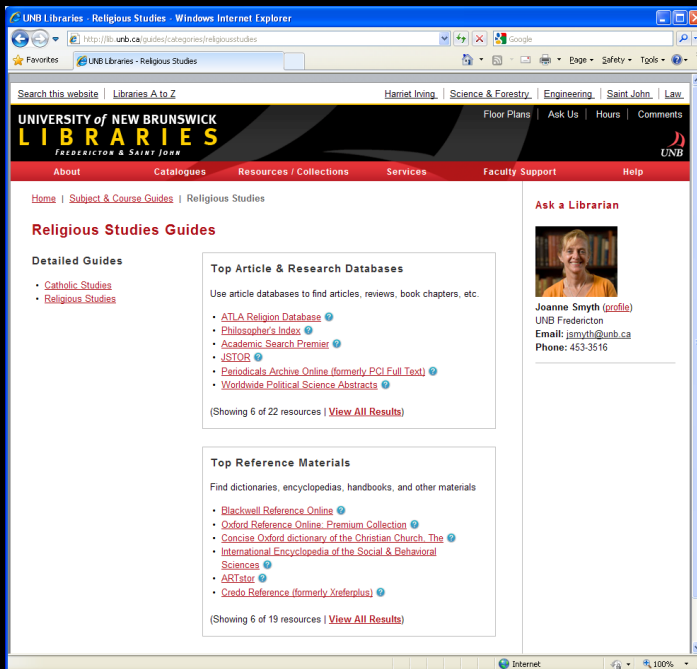 UNB Libraries - Religious Studies - Windows Internet Explorer
http://lib.unb.ca/guides/categories/religiousstudies
Google
Favorites
UNB Libraries - Religious Studies
Page
Safety
Tools
Search this website | Libraries A to Z
Harriet Irving | Science & Forestry | Engineering | Saint John | Law
UNIVERSITY of NEW BRUNSWICK
LIBRARIES
FREDERICTON & SAINT JOHN
Floor Plans | Ask Us | Hours | Comments
UNB
About Catalogues Resources / Collections Services Faculty Support Help
Home | Subject & Course Guides | Religious Studies
Religious Studies Guides
Detailed Guides
• Catholic Studies
• Religious Studies
Top Article & Research Databases
Use article databases to find articles, reviews, book chapters, etc.
• ATLA Religion Database ?
• Philosopher's Index ?
• Academic Search Premier ?
• JSTOR ?
• Periodicals Archive Online (formerly PCI Full Text) ?
• Worldwide Political Science Abstracts ?
(Showing 6 of 22 resources | View All Results)
Top Reference Materials
Find dictionaries, encyclopedias, handbooks, and other materials
• Blackwell Reference Online ?
• Oxford Reference Online: Premium Collection ?
• Concise Oxford dictionary of the Christian Church, The ?
• International Encyclopedia of the Social & Behavioral
Sciences ?
• ARTstor ?
• Credo Reference (formerly Xreferplus) ?
(Showing 6 of 19 resources | View All Results)
Ask a Librarian
Joanne Smyth (profile)
UNB Fredericton
Email: jsmyth@unb.ca
Phone: 453-3516
Internet
100%